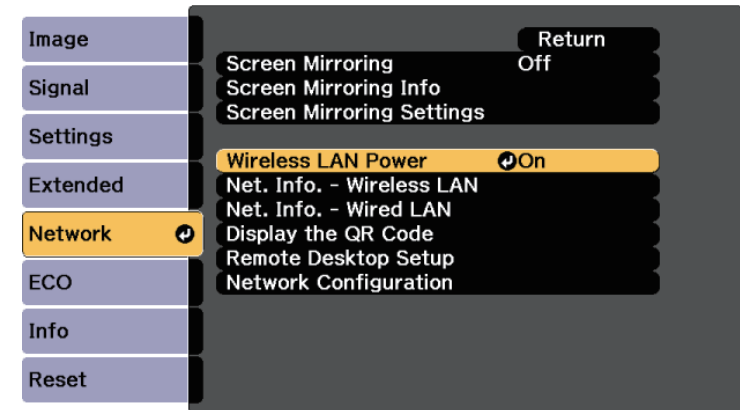 Image
Signal
Settings
Extended
Network
ECO
Info
Reset
Return
Screen Mirroring Off
Screen Mirroring Info
Screen Mirroring Settings
Wireless LAN Power On
Net. Info. - Wireless LAN
Net. Info. - Wired LAN
Display the QR Code
Remote Desktop Setup
Network Configuration